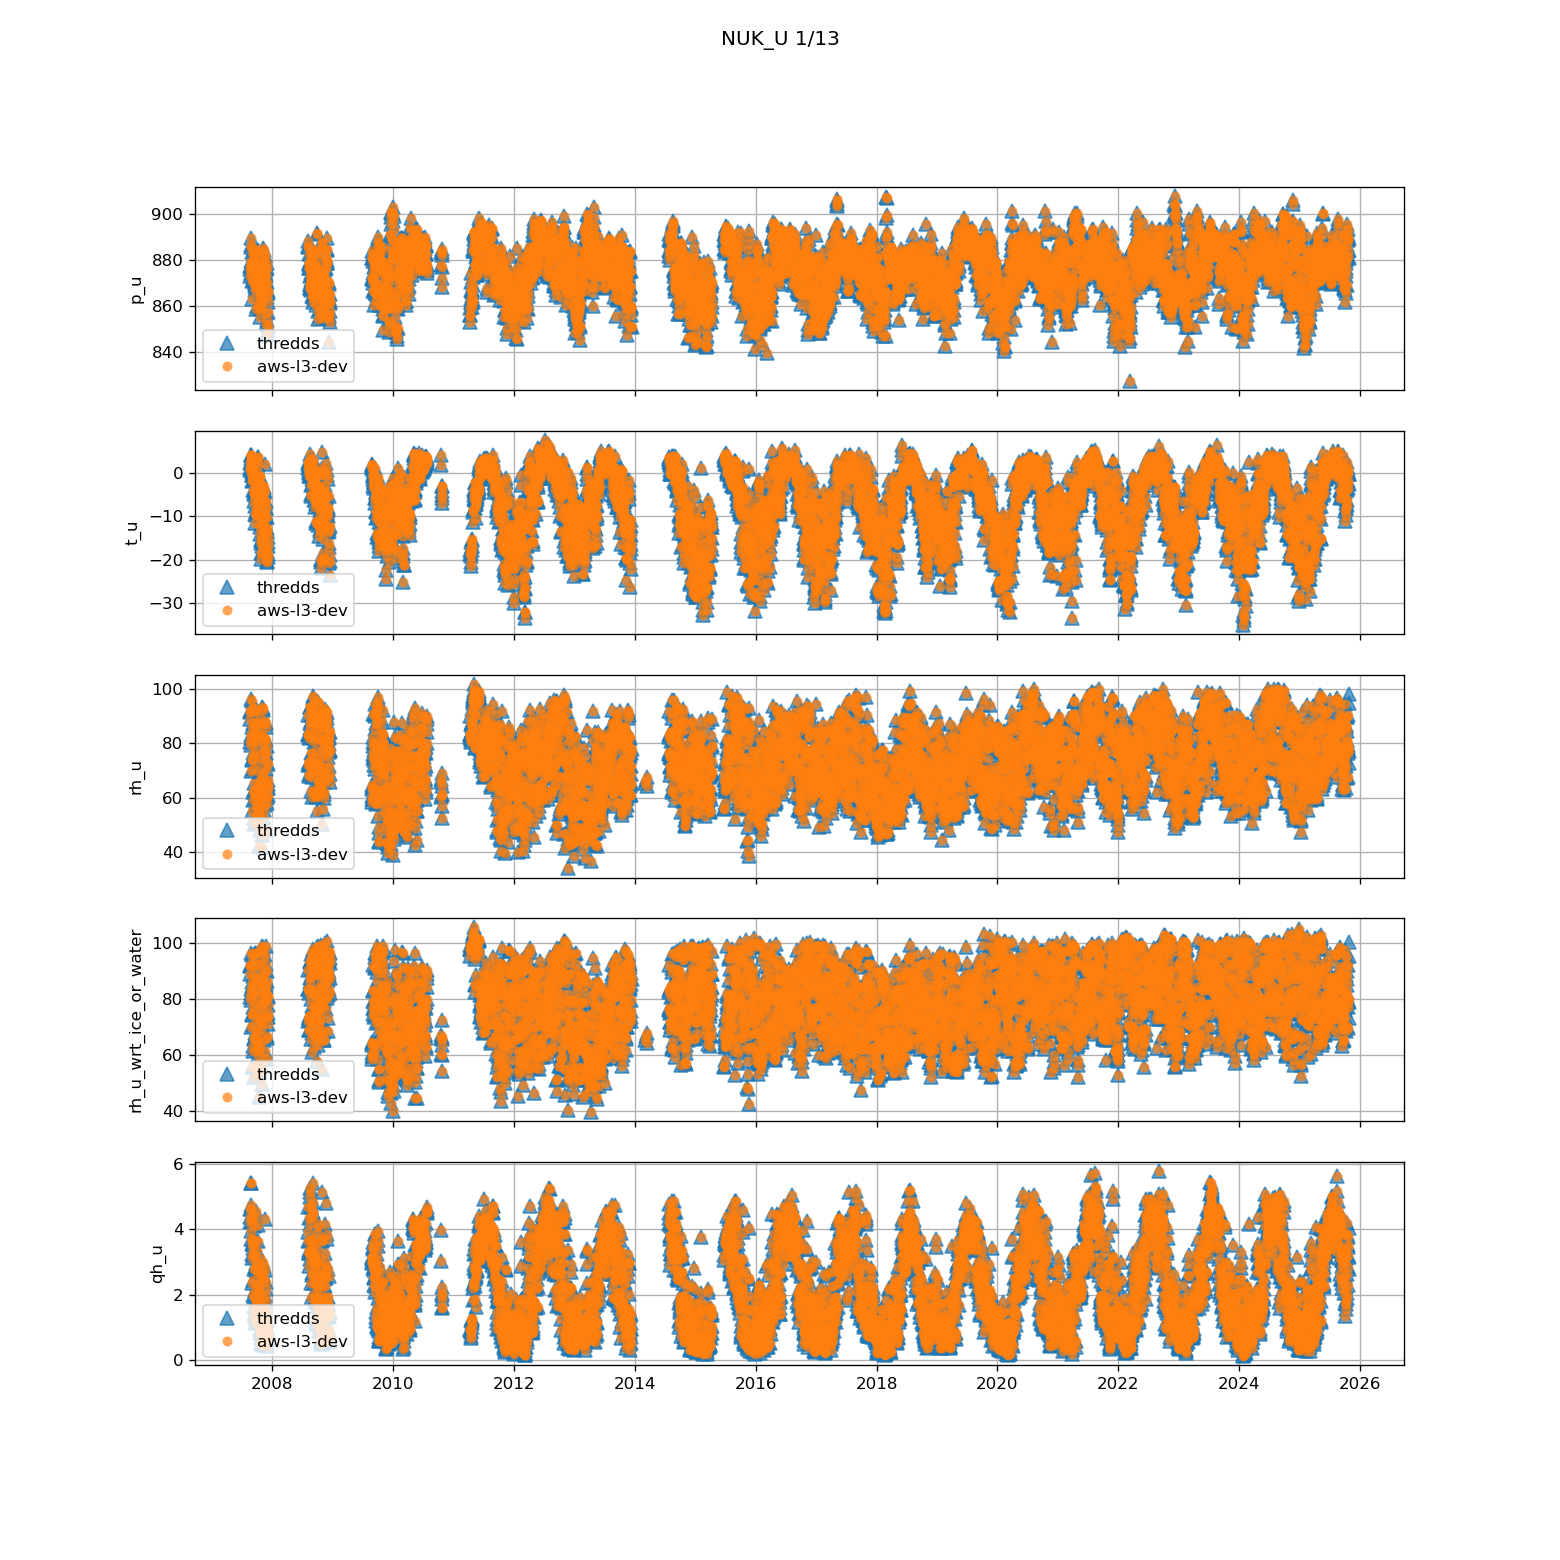 NUK_U 1/13
900
880
860
840
p_u
thredds
aws-l3-dev
0
−10
−20
−30
t_u
thredds
aws-l3-dev
100
80
60
40
rh_u
thredds
aws-l3-dev
100
80
60
40
rh_u_wrt_ice_or_water
thredds
aws-l3-dev
6
4
2
0
qh_u
thredds
aws-l3-dev
2008 2010 2012 2014 2016 2018 2020 2022 2024 2026